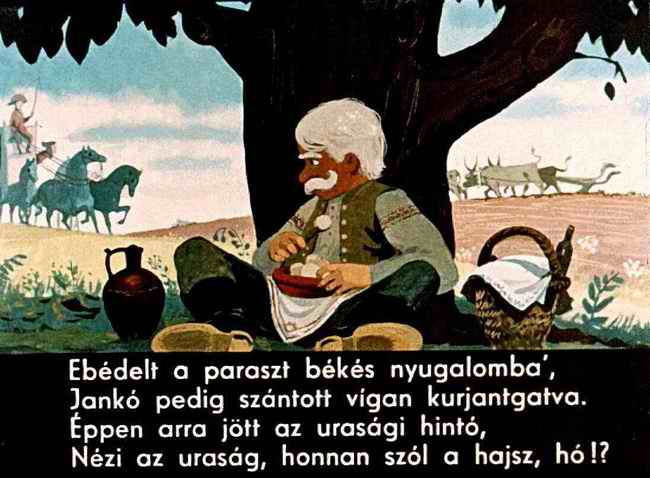 Ebédelt a paraszt békés nyugalomba’,
Jankó pedig szántott vígan kurjantgatva.
Éppen arra jött az urasági hintó,
Nézi az uraság, honnan szól a hajsz, hó!?